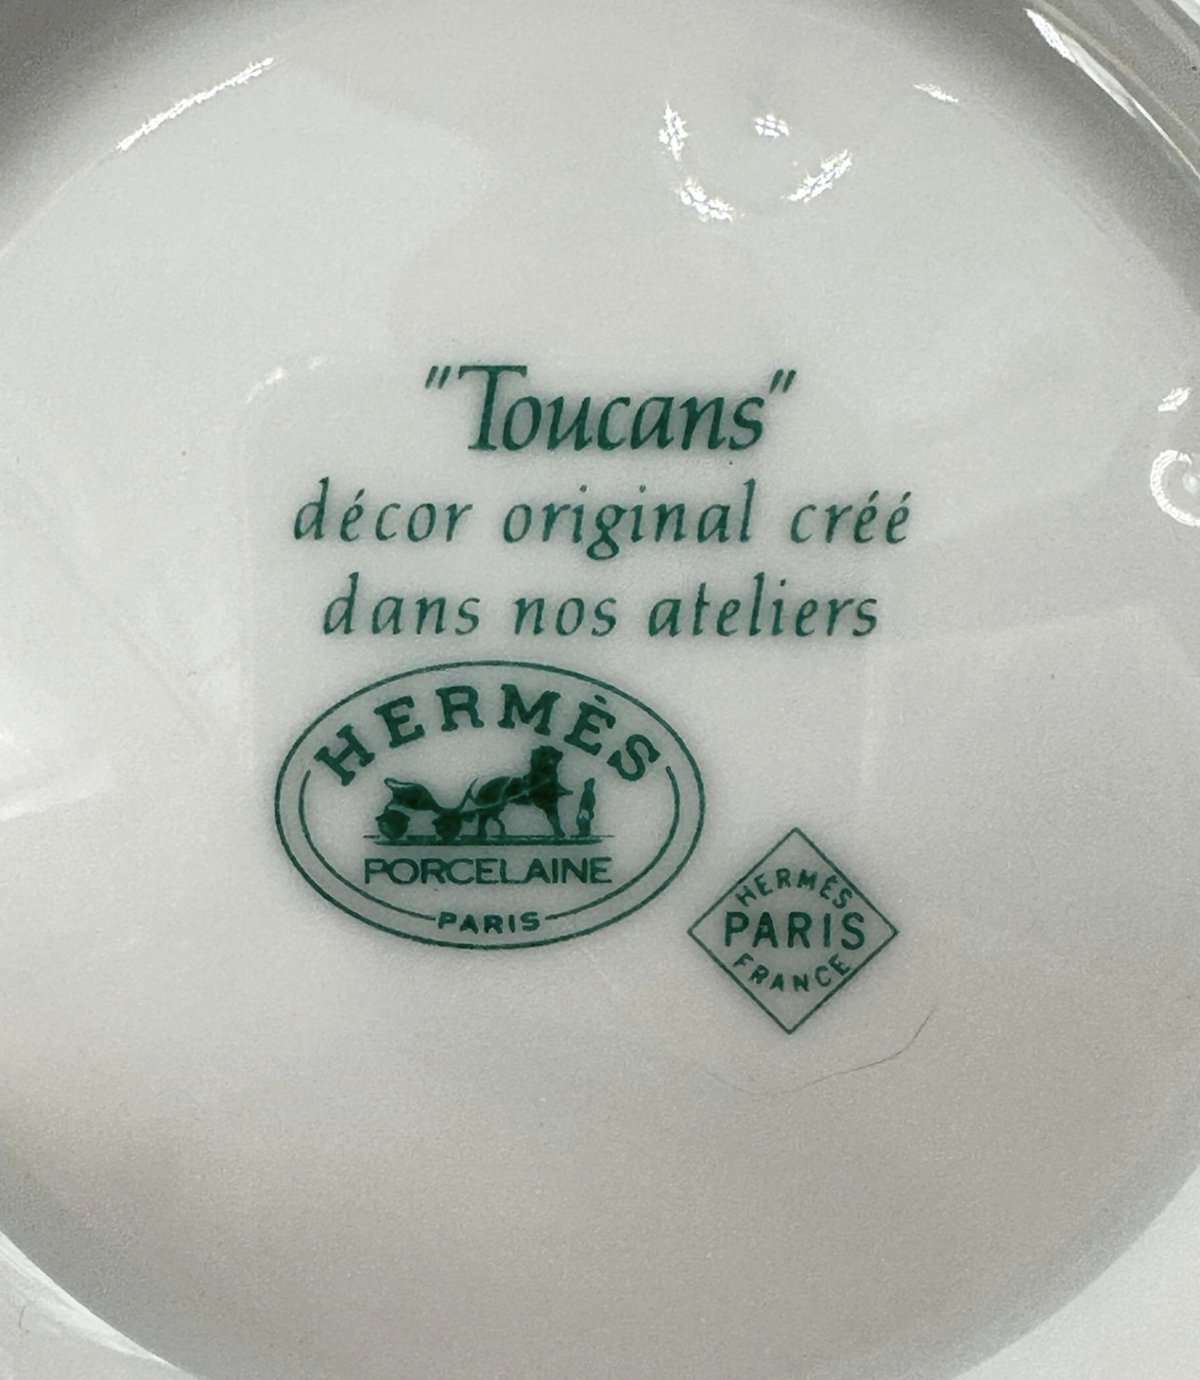 "Toucans"
décor original créé
dans nos ateliers
HERMÈS
PORCELAINE
PARIS
HERMÈS
PARIS
FRANCE